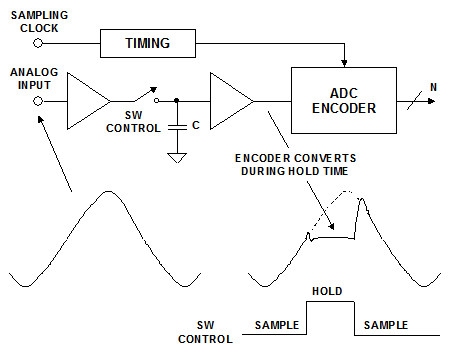 SAMPLING
CLOCK
TIMING
ANALOG
INPUT
SW
CONTROL
C
ADC
ENCODER
N
ENCODER CONVERTS
DURING HOLD TIME
HOLD
SW
CONTROL
SAMPLE
SAMPLE